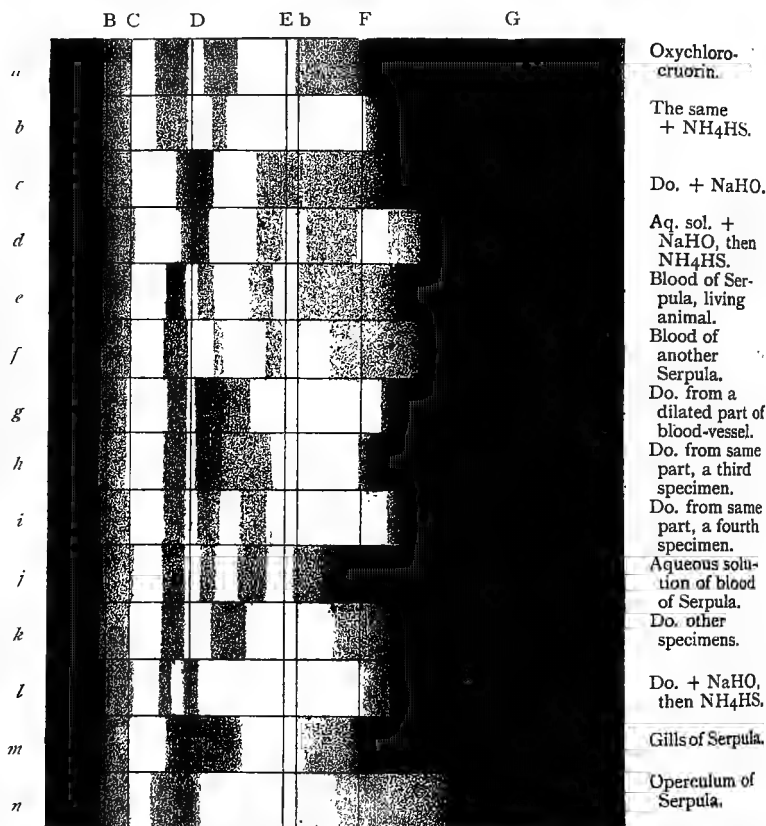 B C D E b F G
a
Oxychloro-
cruorin.
b
The same
+ NH4HS.
c
Do. + NaHO.
d
Aq. sol. +
NaHO, then
NH4HS.
e
Blood of Ser-
pula, living
animal.
f
Blood of
another
Serpula.
g
Do. from a
dilated part of
blood-vessel.
h
Do. from same
part, a third
specimen.
i
Do. from same
part, a fourth
specimen.
j
Aqueous solu-
tion of blood
of Serpula.
k
Do. other
specimens.
l
Do. + NaHO,
then NH4HS.
m
Gills of Serpula.
n
Operculum of
Serpula.